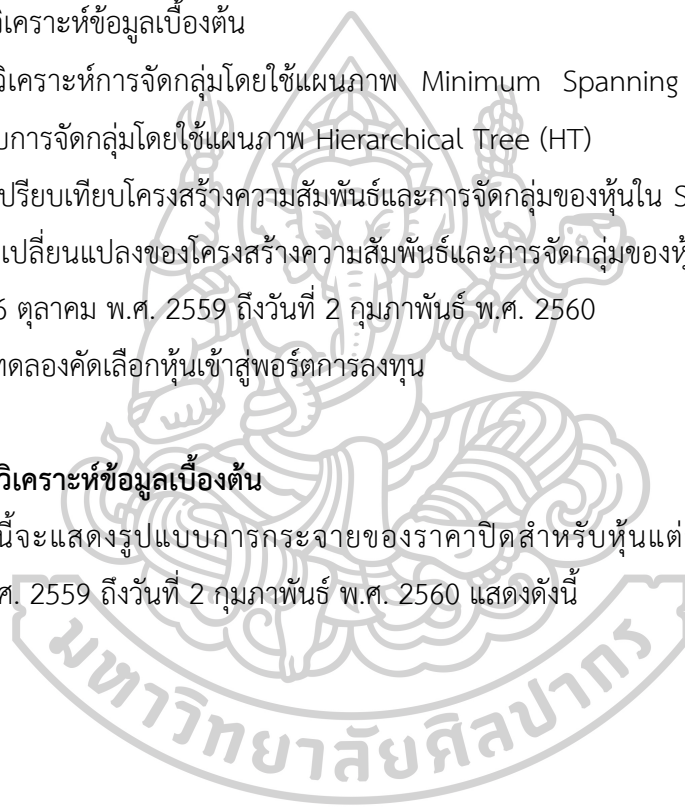 วิเคราะห์ข้อมูลเบื้องต้น
วิเคราะห์การจัดกลุ่มโดยใช้แผนภาพ Minimum Spanning
บการจัดกลุ่มโดยใช้แผนภาพ Hierarchical Tree (HT)
เปรียบเทียบโครงสร้างความสัมพันธ์และการจัดกลุ่มของหุ้นใน S
เปลี่ยนแปลงของโครงสร้างความสัมพันธ์และการจัดกลุ่มของหุ้
6 ตุลาคม พ.ศ. 2559 ถึงวันที่ 2 กุมภาพันธ์ พ.ศ. 2560
ทดลองคัดเลือกหุ้นเข้าสู่พอร์ตการลงทุน
วิเคราะห์ข้อมูลเบื้องต้น
นี้จะแสดงรูปแบบการกระจายของราคาปิดสำหรับหุ้นแต่
ศ. 2559 ถึงวันที่ 2 กุมภาพันธ์ พ.ศ. 2560 แสดงดังนี้
มหาวิทยาลัยศิลปากร